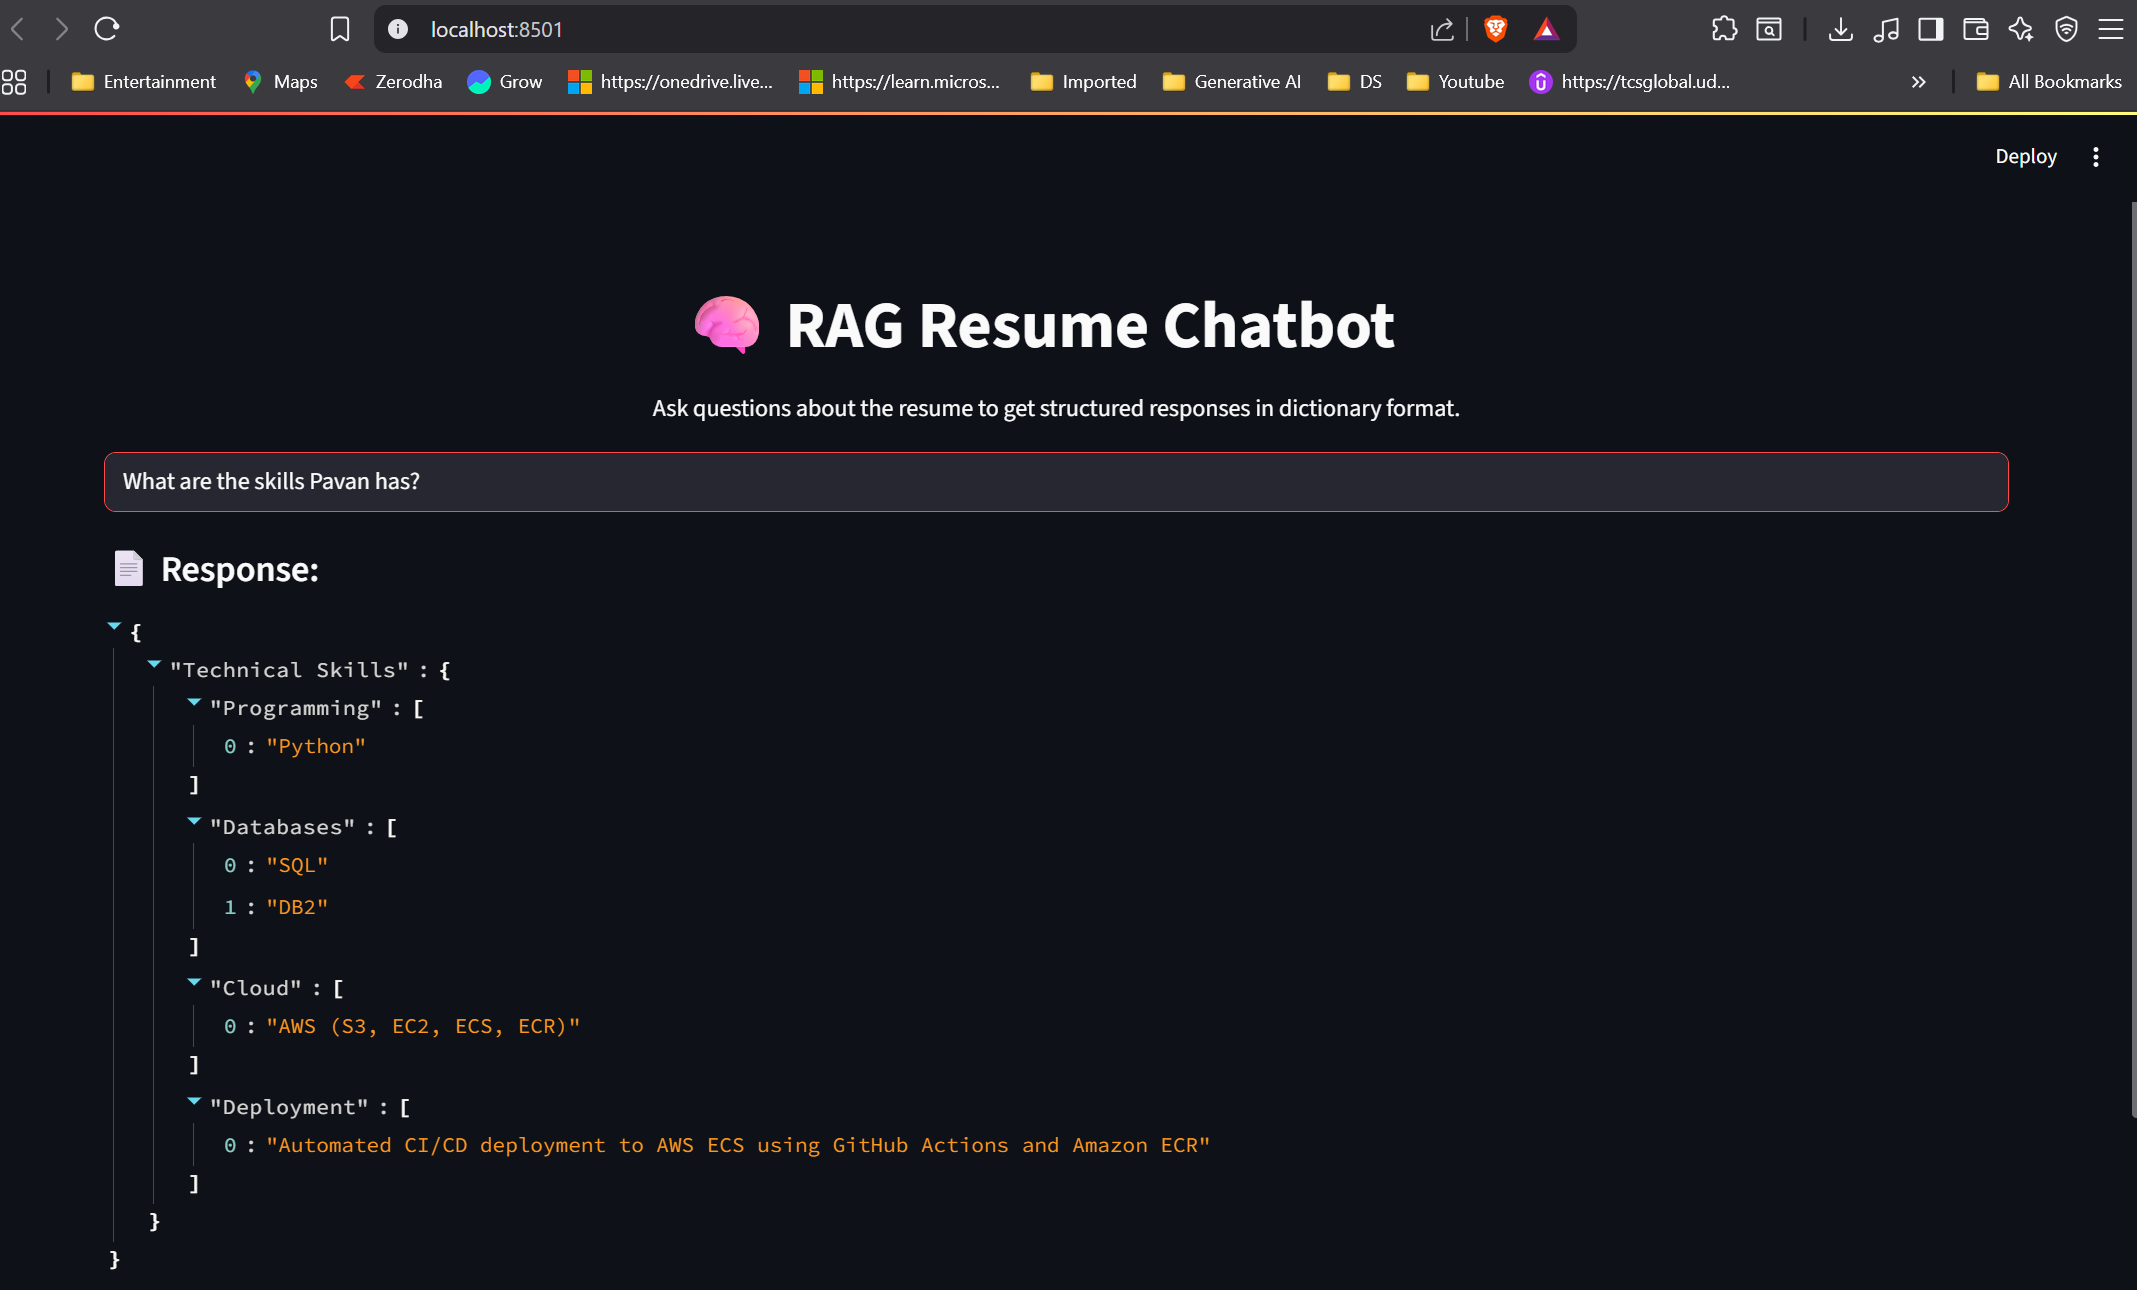 localhost:8501
Entertainment Maps Zerodha Grow https://onedrive.live... https://learn.micros... Imported Generative AI DS Youtube https://tcsglobal.ud... All Bookmarks
Deploy
RAG Resume Chatbot
Ask questions about the resume to get structured responses in dictionary format.
What are the skills Pavan has?
Response:
{
"Technical Skills" : {
"Programming" : [
0 : "Python"
]
"Databases" : [
0 : "SQL"
1 : "DB2"
]
"Cloud" : [
0 : "AWS (S3, EC2, ECS, ECR)"
]
"Deployment" : [
0 : "Automated CI/CD deployment to AWS ECS using GitHub Actions and Amazon ECR"
]
}
}